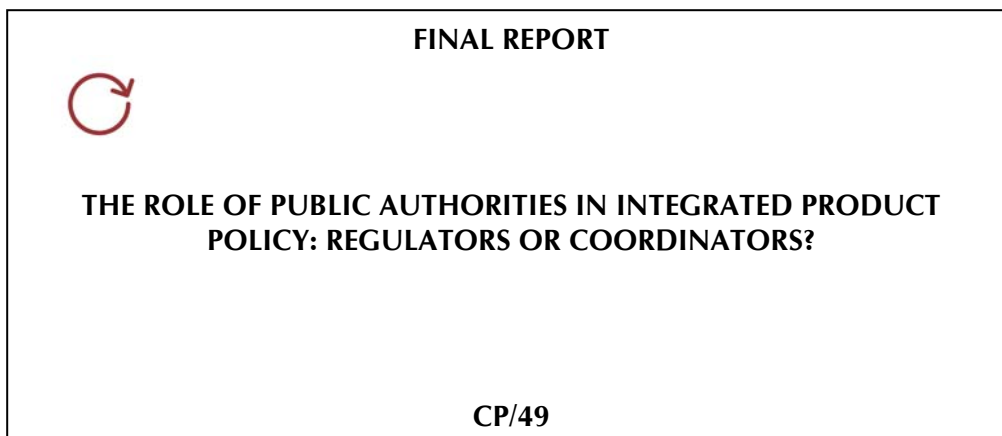 FINAL REPORT
THE ROLE OF PUBLIC AUTHORITIES IN INTEGRATED PRODUCT
POLICY: REGULATORS OR COORDINATORS?
CP/49